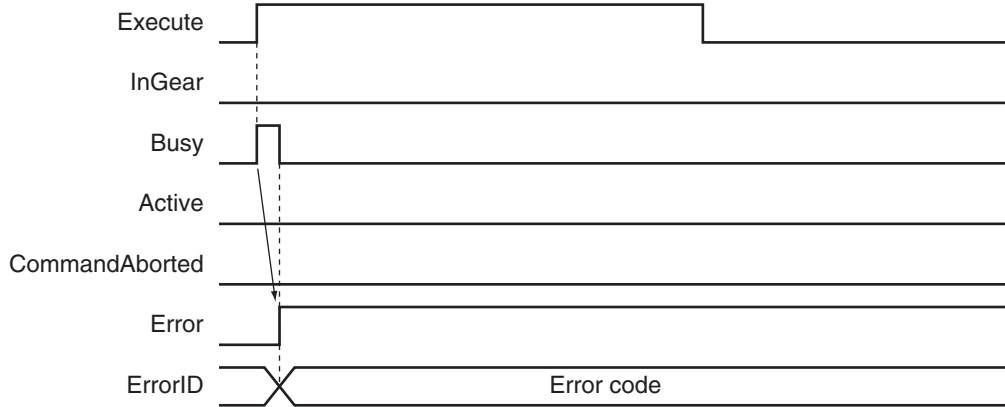 Execute
InGear
Busy
Active
CommandAborted
Error
ErrorID
Error code